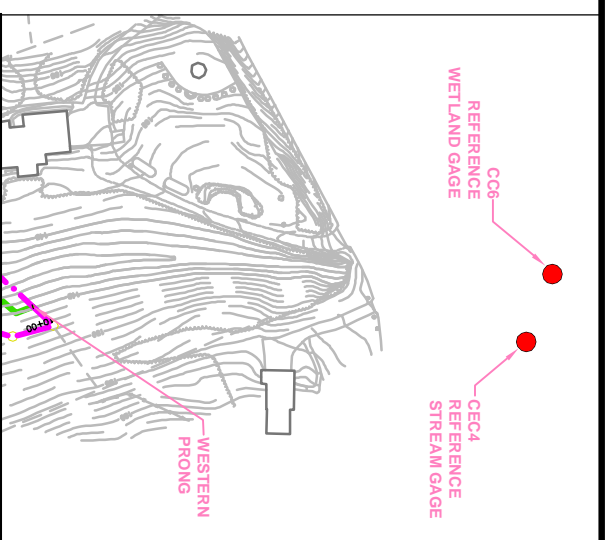 CC6
REFERENCE
WETLAND GAGE
CEC4
REFERENCE
STREAM GAGE
WESTERN
PRONG
10+00